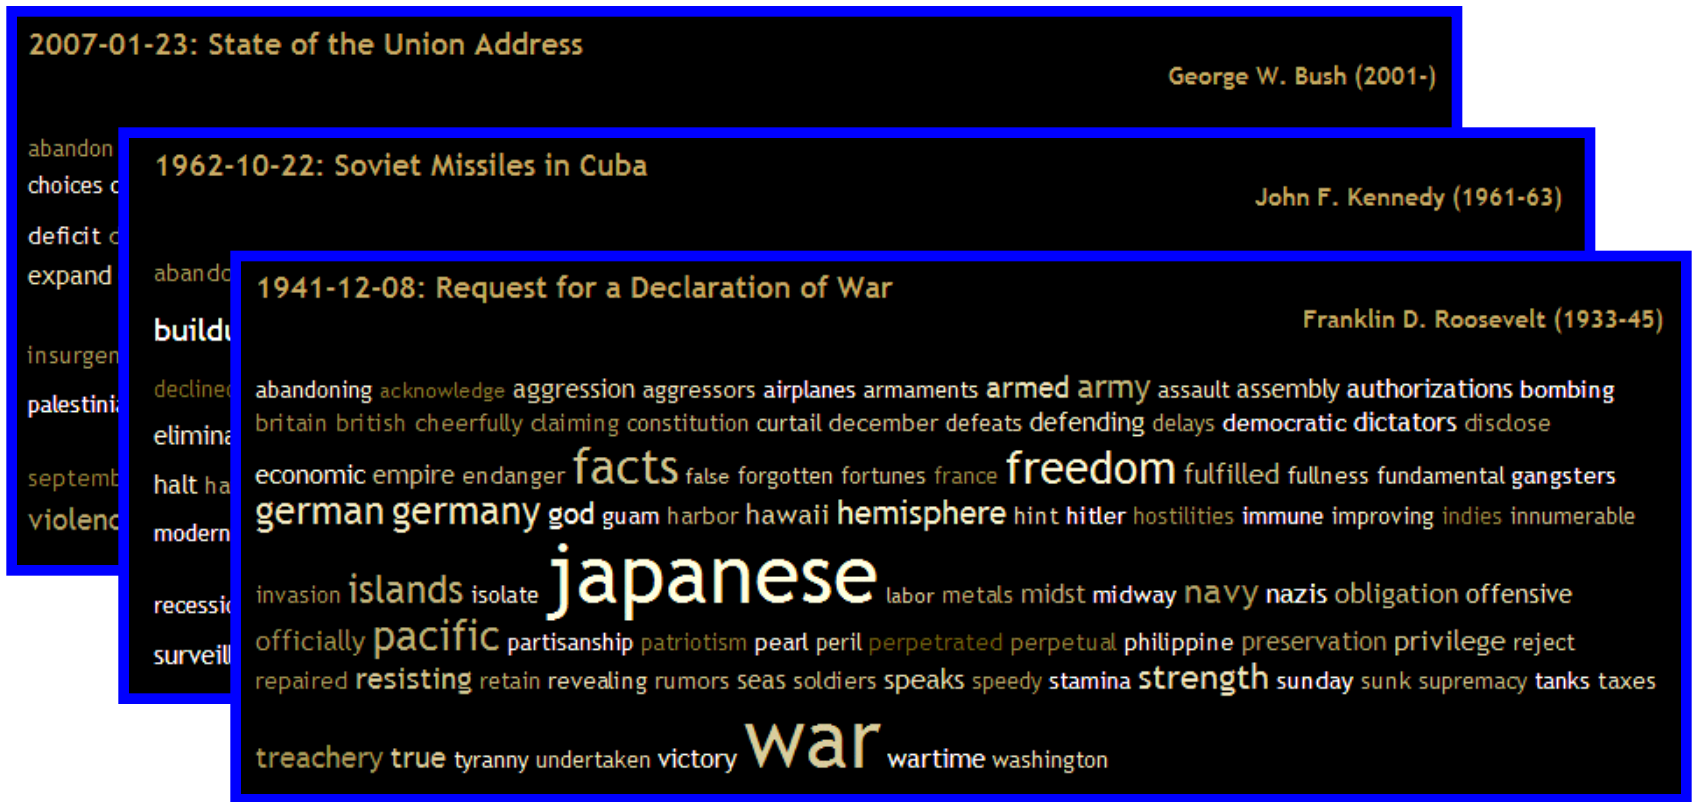 2007-01-23: State of the Union Address
George W. Bush (2001-)
abandon
choices
deficit
expand
palestini
1962-10-22: Soviet Missiles in Cuba
John F. Kennedy (1961-63)
abando
buildu
declined
elimina
halt ha
modern
recessio
surveill
insurgen
septemb
violenc
1941-12-08: Request for a Declaration of War
Franklin D. Roosevelt (1933-45)
abandoning acknowledge aggression aggressors airplanes armaments armed army assault assembly authorizations bombing
britain british cheerfully claiming constitution curtail december defeats defending delays democratic dictators disclose
economic empire endanger facts false forgotten fortunes france freedom fulfilled fullness fundamental gangsters
german germany god guam harbor hawaii hemisphere hint hitler hostilities immune improving indies innumerable
invasion islands isolate japanese labor metals midst midway navy nazis obligation offensive
officially pacific partisanship patriotism pearl peril perpetrated perpetual philippine preservation privilege reject
repaired resisting retain revealing rumors seas soldiers speaks speedy stamina strength sunday sunk supremacy tanks taxes
treachery true tyranny undertaken victory war wartime washington